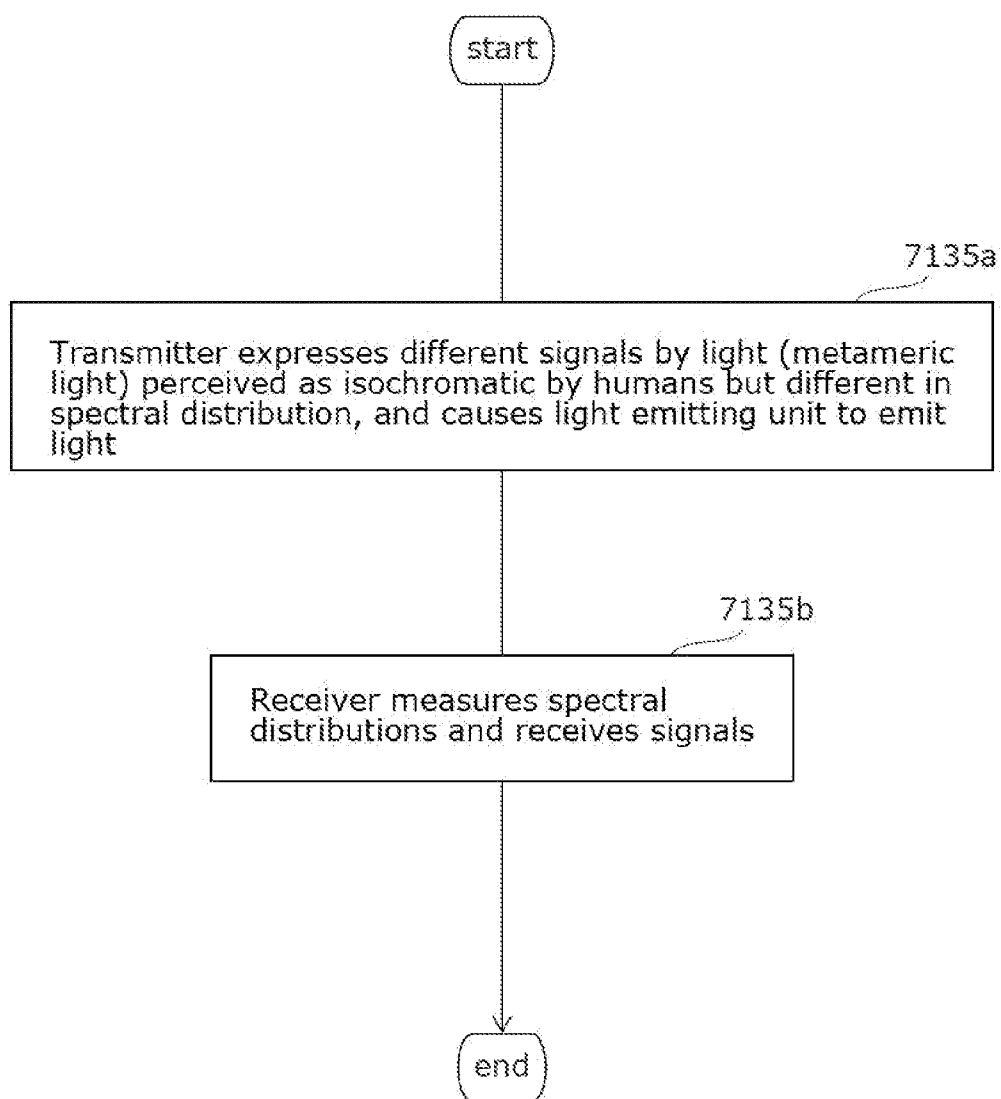 start
7135a
Transmitter expresses different signals by light (metameric
light) perceived as isochromatic by humans but different in
spectral distribution, and causes light emitting unit to emit
light
7135b
Receiver measures spectral
distributions and receives signals
end